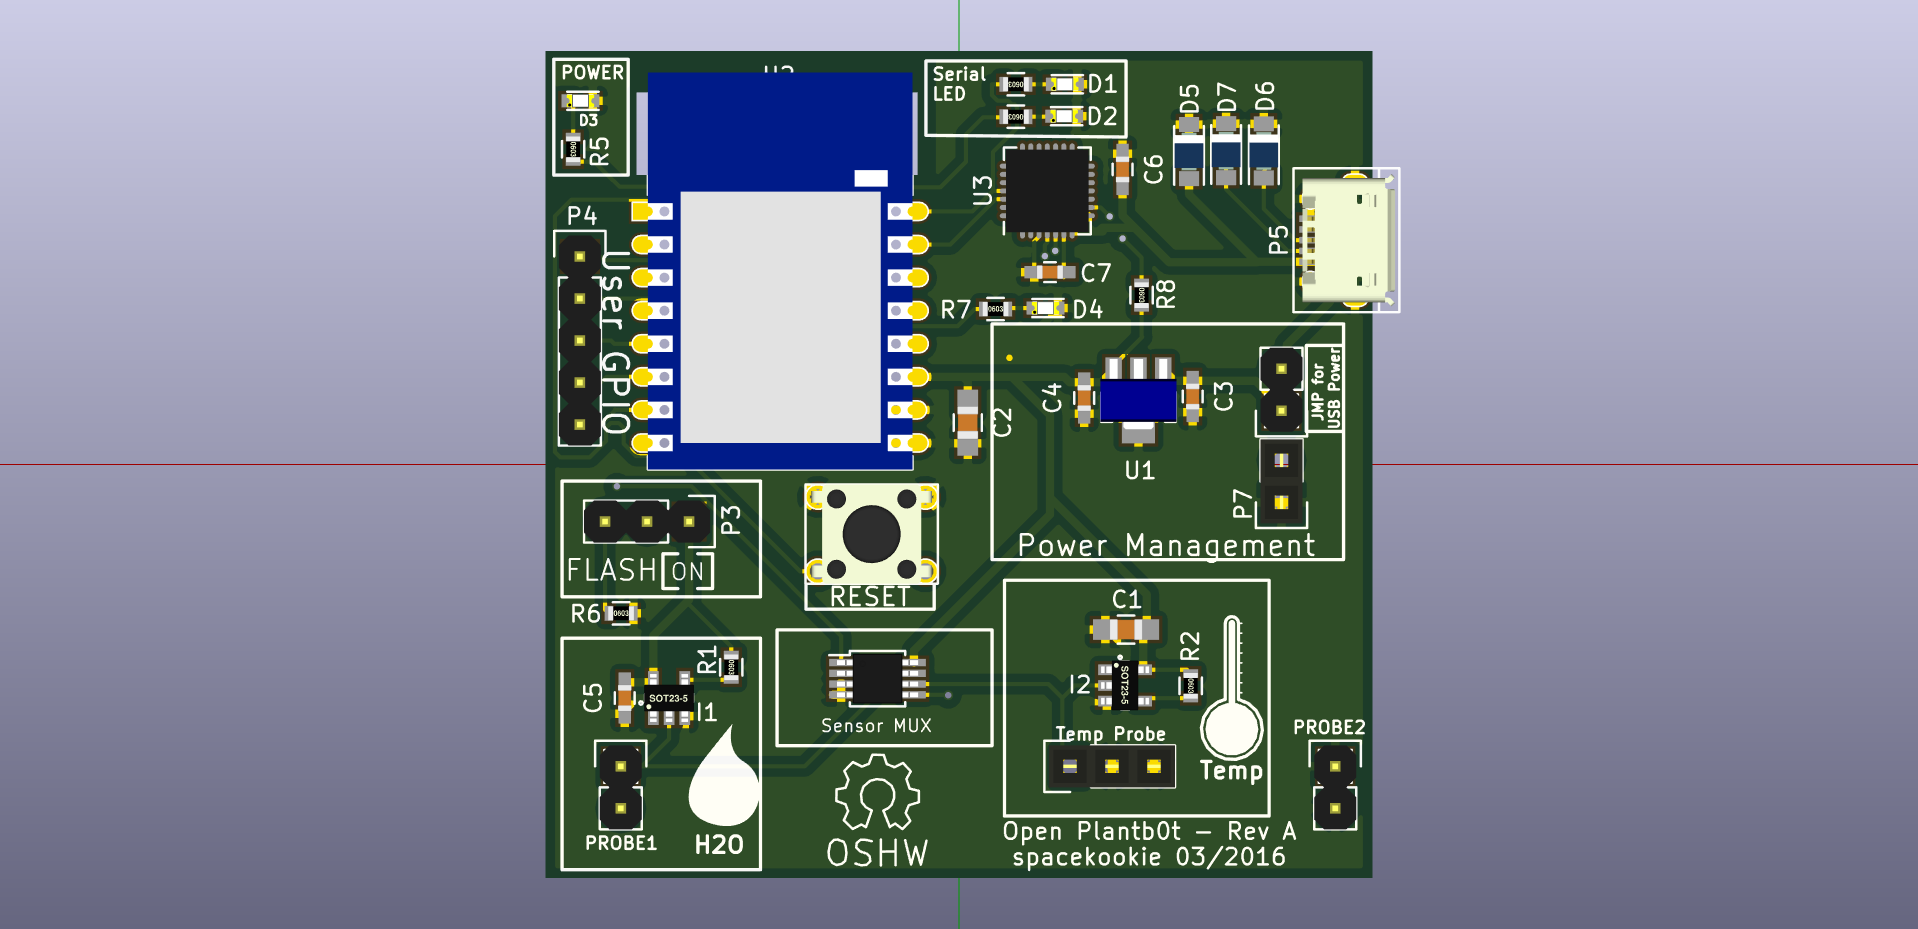 POWER
D3
R5
Serial
LED
D1
D2
D5
D7
D6
C6
U3
P5
P4
User GPIO
C7
R8
R7
0603
D4
C4
C3
C2
U1
JMP for
USB Power
P7
Power Management
P3
FLASH
ON
RESET
R6
0603
C1
R2
R1
C5
SOT23-5
I1
I2
SOT23-5
Sensor MUX
Temp Probe
Temp
PROBE2
PROBE1
H2O
OSHW
Open Plantb0t - Rev A
spacekookie 03/2016